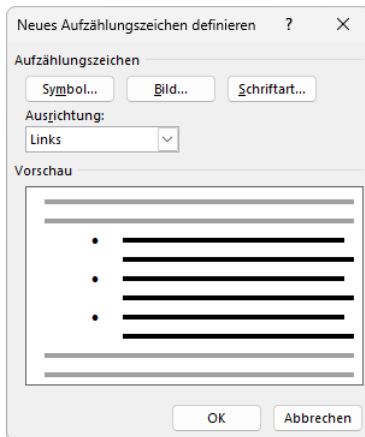 Neues Aufzählungszeichen definieren ? ×
Aufzählungszeichen
Symbol... Bild... Schriftart...
Ausrichtung:
Links
Vorschau
OK Abbrechen